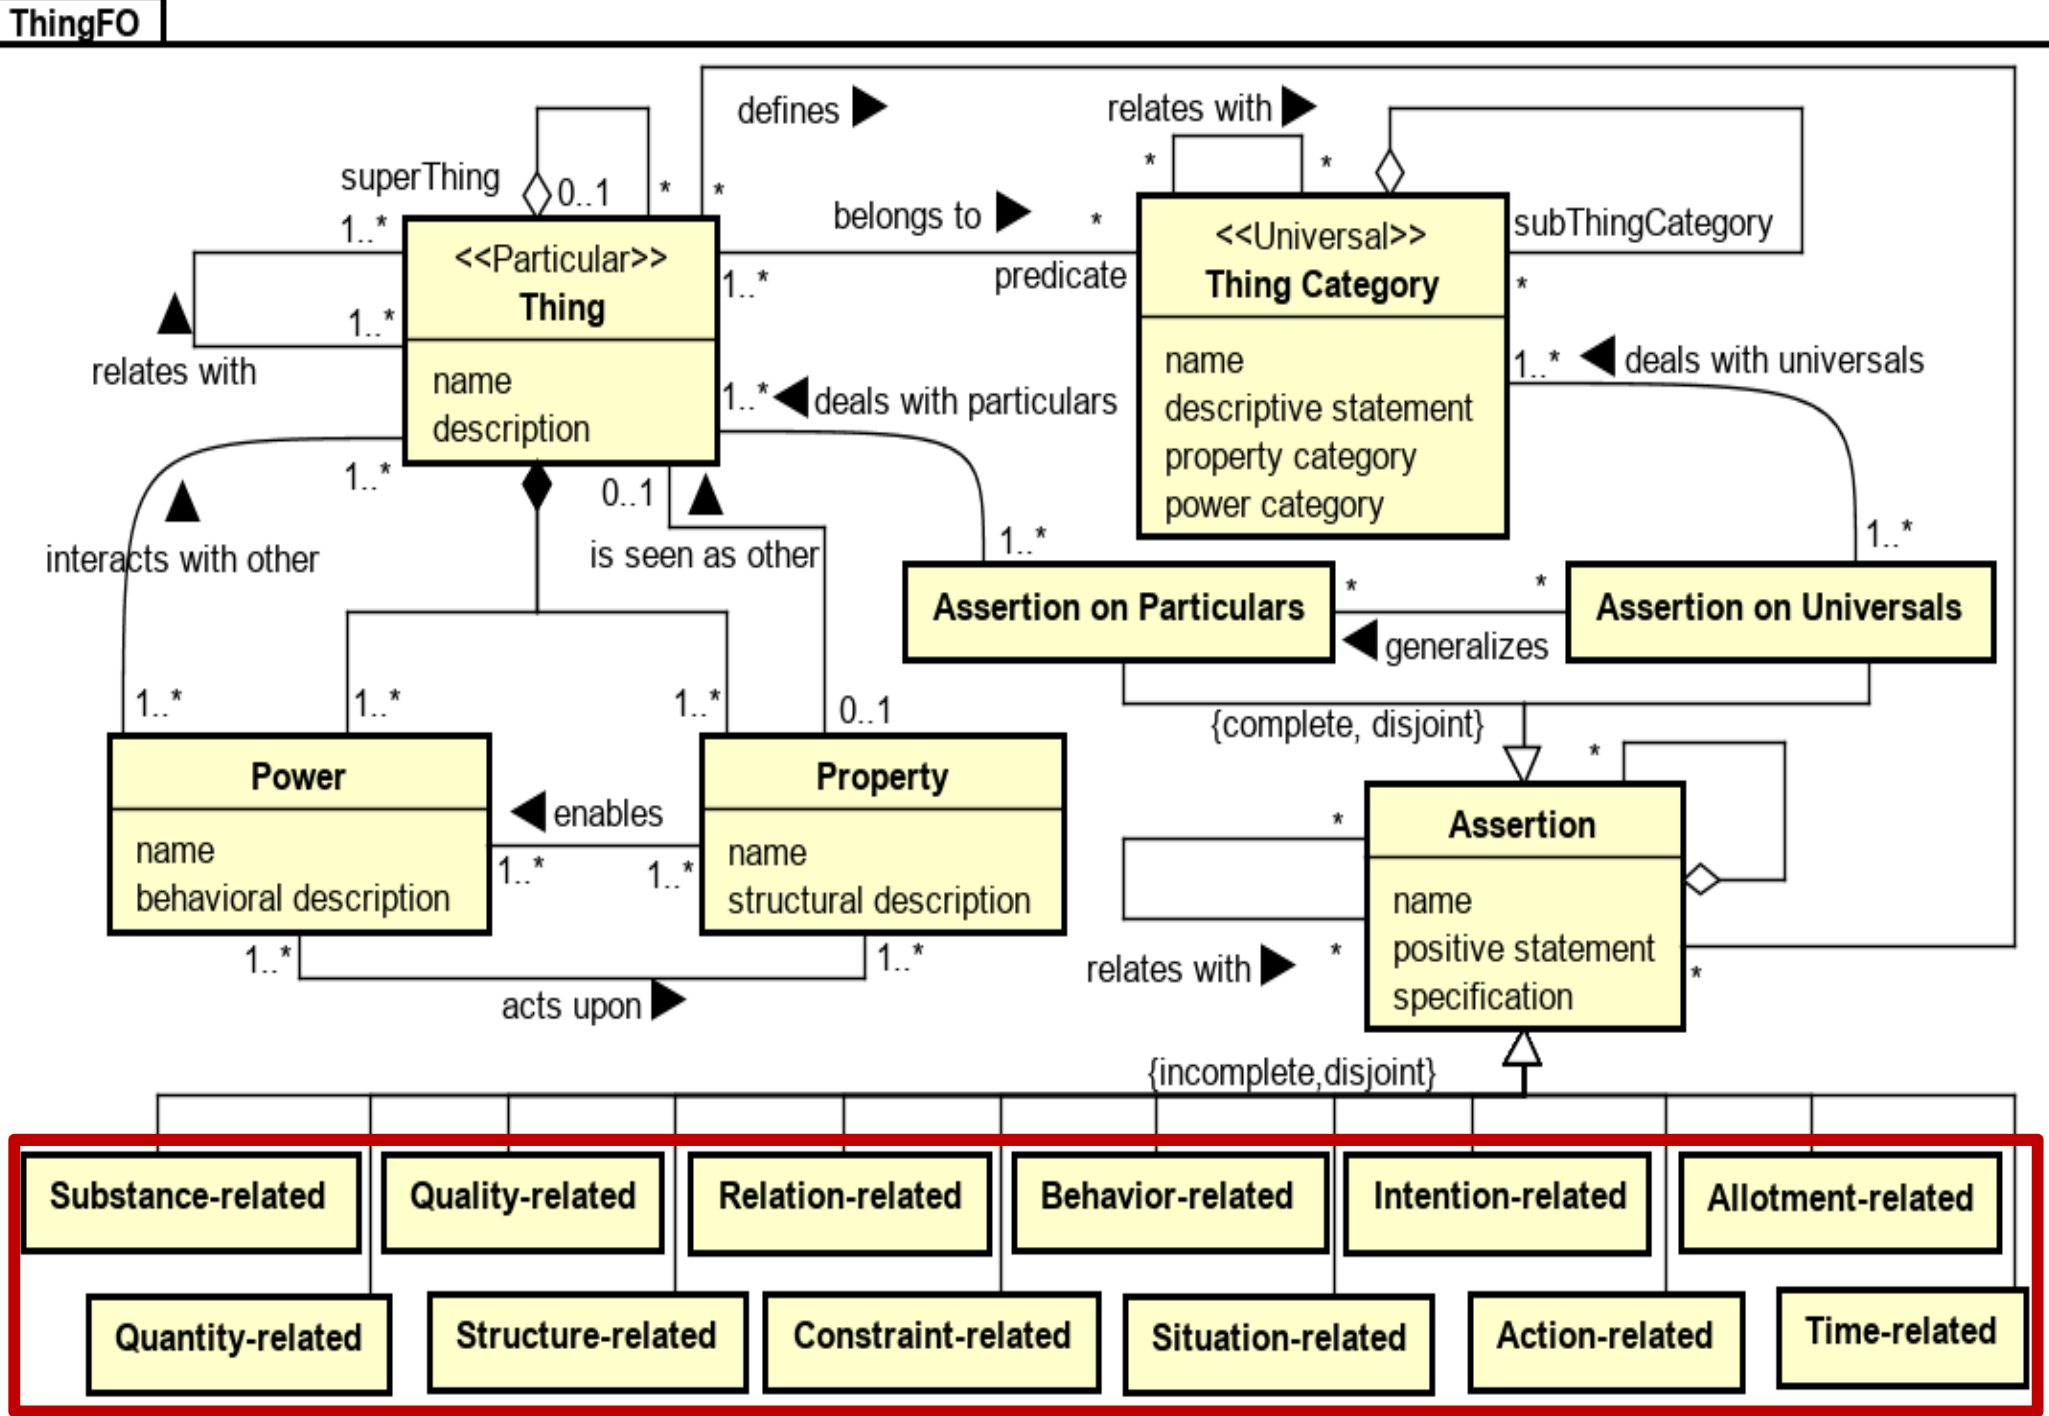 ThingFO
defines
relates with
superThing
0..1
*
*
*
*
1..*
belongs to
*
<<Particular>>
Thing
<<Universal>>
Thing Category
subThingCategory
1..*
predicate
*
1..*
relates with
name
description
1..*
deals with particulars
name
descriptive statement
property category
power category
1..*
deals with universals
1..*
0..1
interacts with other
is seen as other
1..*
1..*
Assertion on Particulars
*
*
generalizes
Assertion on Universals
1..*
1..*
1..*
0..1
{complete, disjoint}
*
Power
name
behavioral description
enables
1..*
1..*
Property
name
structural description
*
Assertion
name
positive statement
specification
1..*
1..*
acts upon
relates with
*
*
{incomplete,disjoint}
Substance-related
Quality-related
Relation-related
Behavior-related
Intention-related
Allotment-related
Quantity-related
Structure-related
Constraint-related
Situation-related
Action-related
Time-related